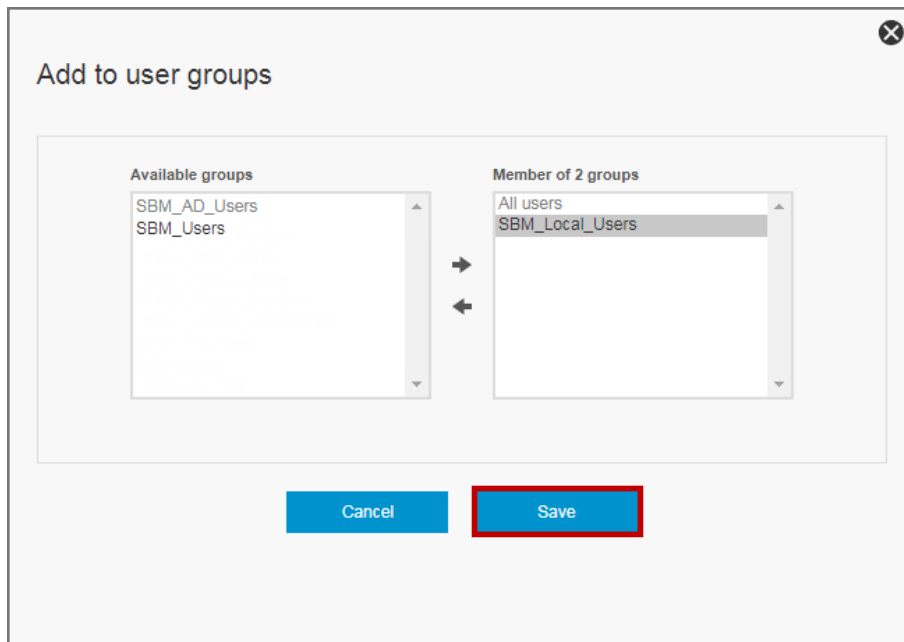 Add to user groups
Available groups
SBM_AD_Users
SBM_Users
Member of 2 groups
All users
SBM_Local_Users
Cancel
Save